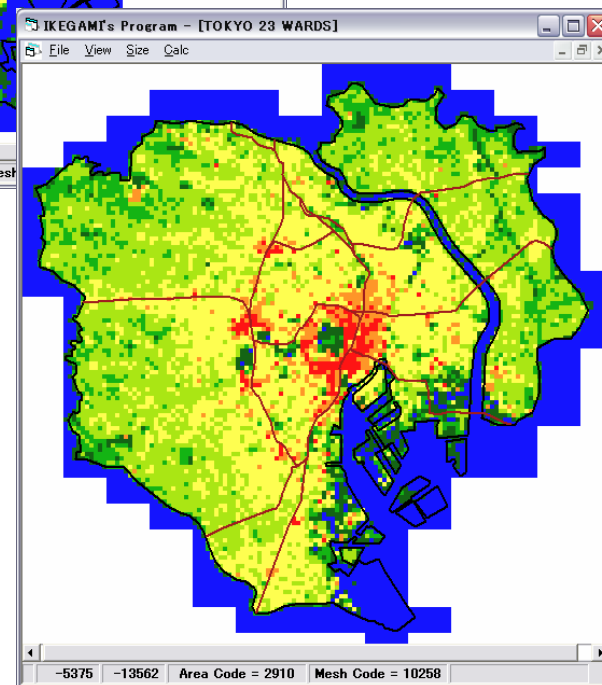 IKEGAMI's Program - [TOKYO 23 WARDS]
File View Size Calc
-5375 -13562 Area Code = 2910 Mesh Code = 10258